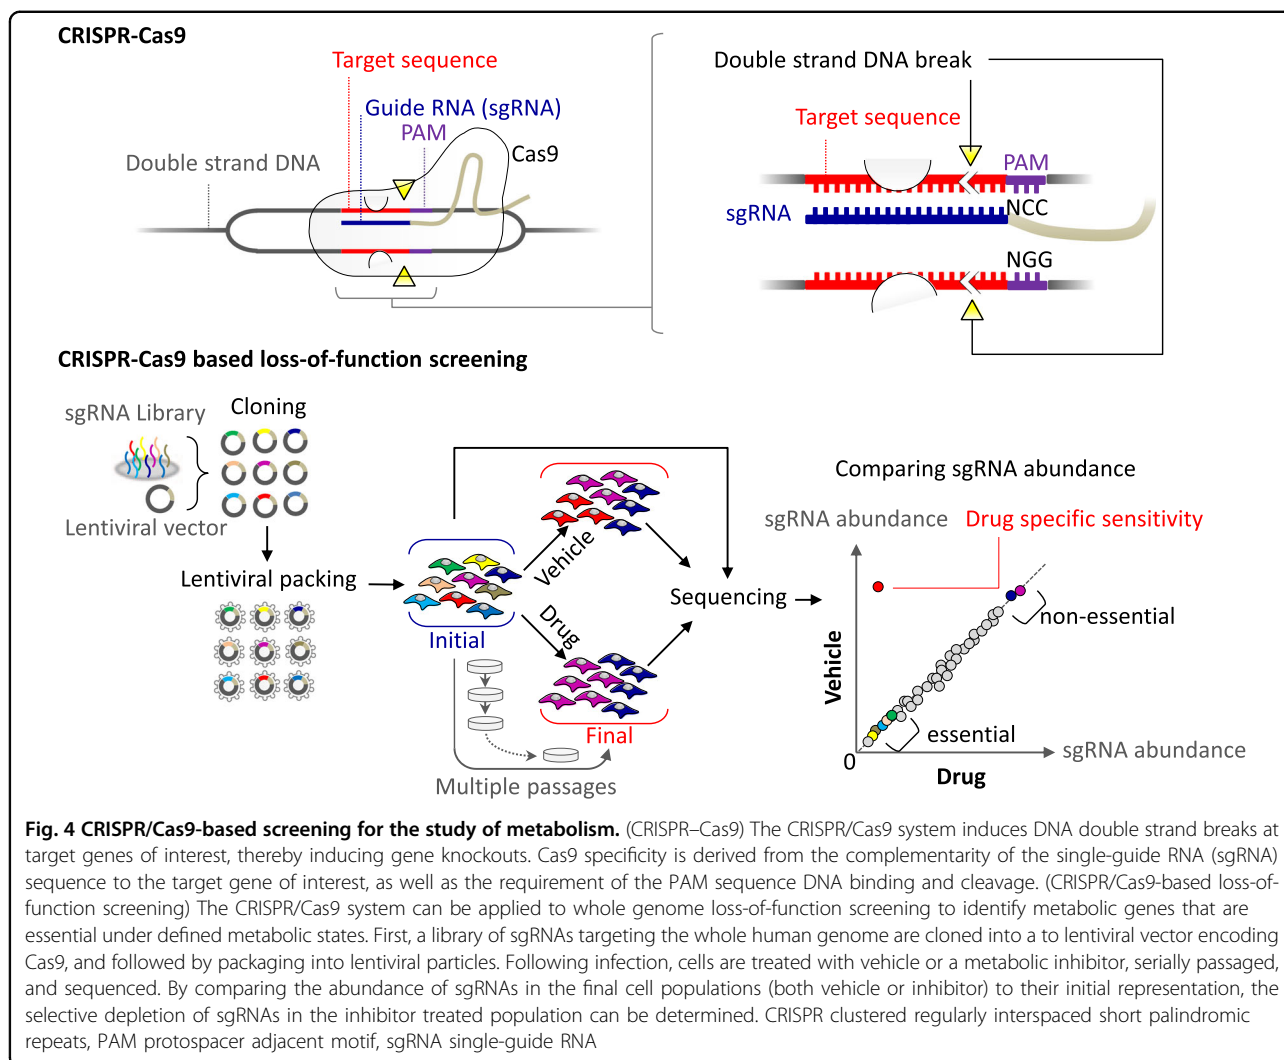 CRISPR-Cas9
Target sequence
Guide RNA (sgRNA)
PAM
Cas9
Double strand DNA
Double strand DNA break
Target sequence
PAM
sgRNA
NCC
NGG
CRISPR-Cas9 based loss-of-function screening
sgRNA Library
Cloning
Lentiviral vector
Lentiviral packing
Initial
Vehicle
Drug
Final
Multiple passages
Sequencing
Comparing sgRNA abundance
sgRNA abundance
Drug specific sensitivity
non-essential
essential
Vehicle
0
sgRNA abundance
Drug
Fig. 4 CRISPR/Cas9-based screening for the study of metabolism. (CRISPR–Cas9) The CRISPR/Cas9 system induces DNA double strand breaks at
target genes of interest, thereby inducing gene knockouts. Cas9 specificity is derived from the complementarity of the single-guide RNA (sgRNA)
sequence to the target gene of interest, as well as the requirement of the PAM sequence DNA binding and cleavage. (CRISPR/Cas9-based loss-of-
function screening) The CRISPR/Cas9 system can be applied to whole genome loss-of-function screening to identify metabolic genes that are
essential under defined metabolic states. First, a library of sgRNAs targeting the whole human genome are cloned into a to lentiviral vector encoding
Cas9, and followed by packaging into lentiviral particles. Following infection, cells are treated with vehicle or a metabolic inhibitor, serially passaged,
and sequenced. By comparing the abundance of sgRNAs in the final cell populations (both vehicle or inhibitor) to their initial representation, the
selective depletion of sgRNAs in the inhibitor treated population can be determined. CRISPR clustered regularly interspaced short palindromic
repeats, PAM protospacer adjacent motif, sgRNA single-guide RNA